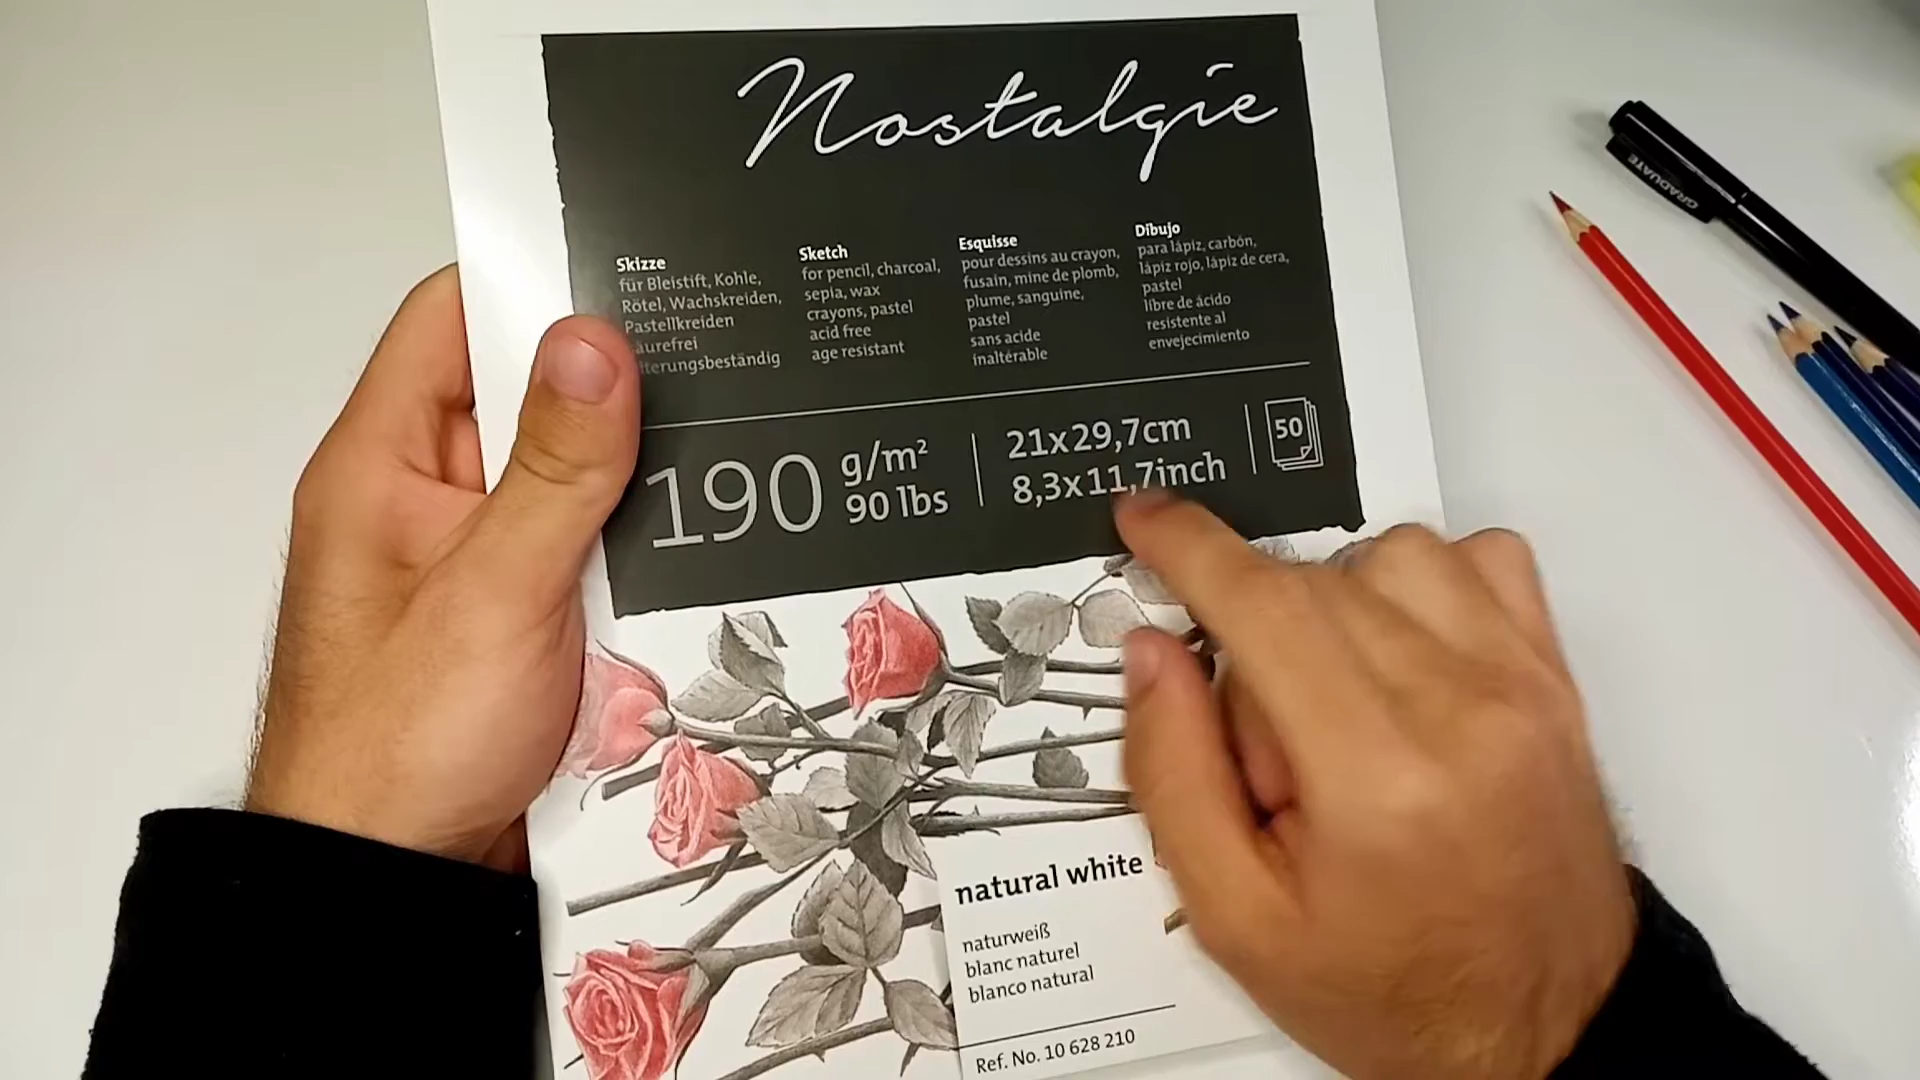 Nostalgie
Skizze
für Bleistift, Kohle,
Rötel, Wachskreiden,
Pastellkreiden
Sketch
for pencil, charcoal,
sepia, wax
crayons, pastel
acid free
age resistant
Esquisse
pour dessins au crayon,
fusain, mine de plomb,
plume, sanguine,
pastel
sans acide
inaltérable
Dibujo
para lápiz, carbón,
lápiz rojo, lápiz de cera,
pastel
libre de ácido
resistente al
envejecimiento
190 g/m²
90 lbs
21x29,7cm
8,3x11,7inch
50
natural white
naturweiß
blanc naturel
blanco natural
Ref. No. 10 628 210
GRADUATE